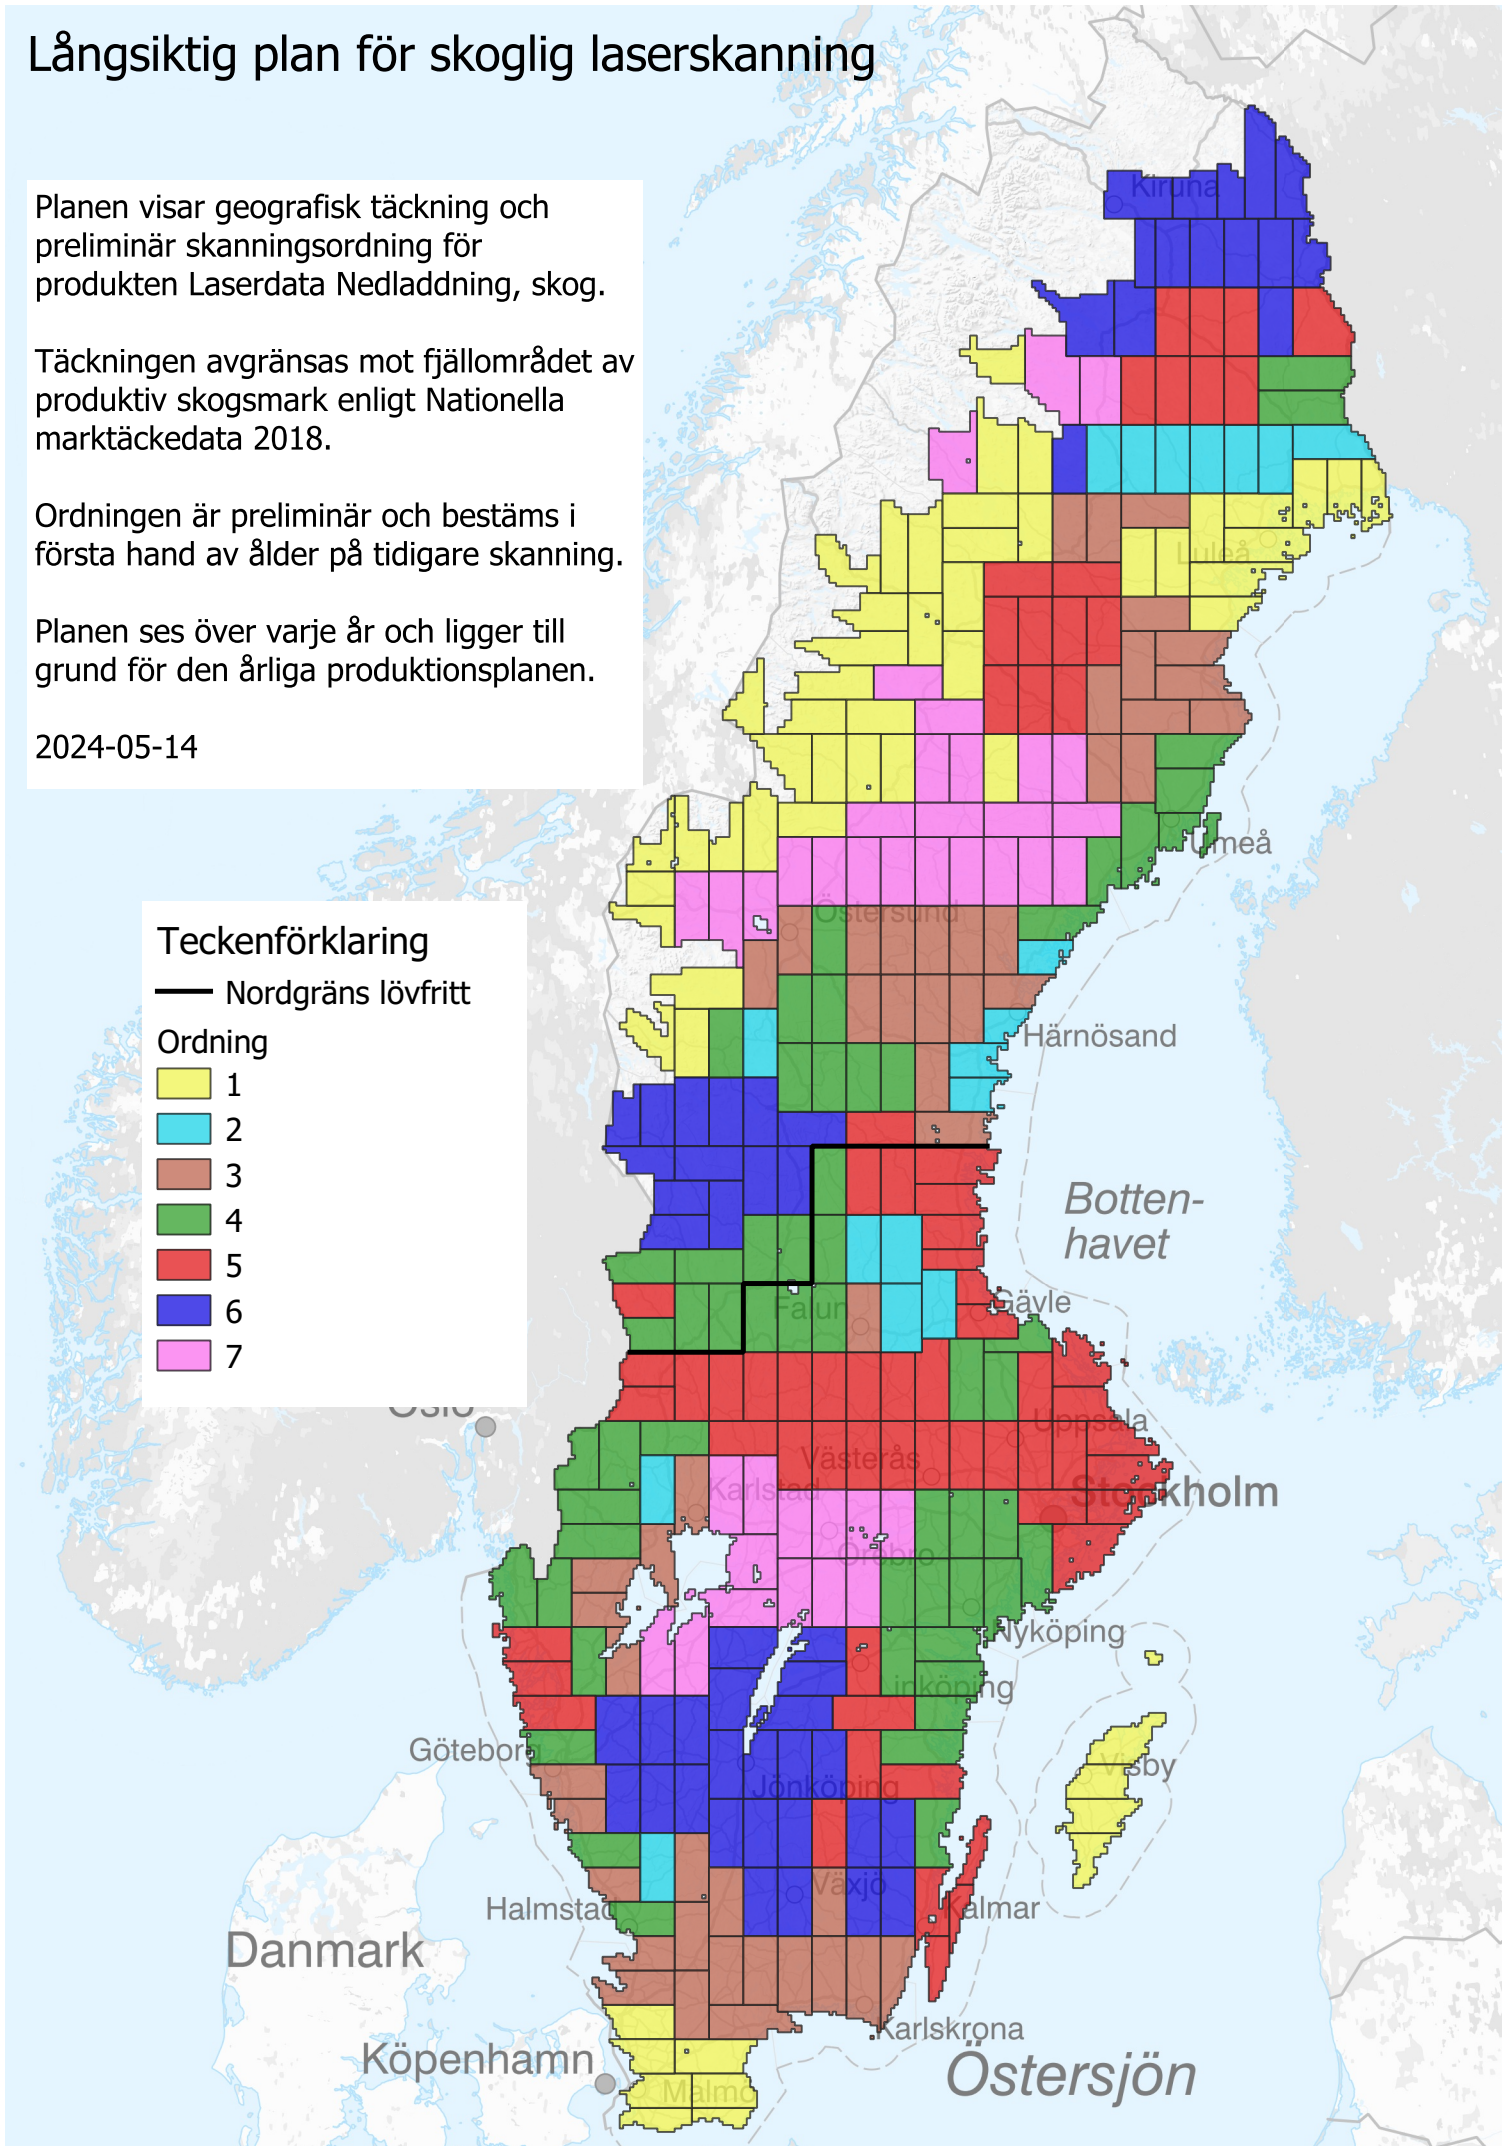 Långsiktig plan för skoglig laserskanning
Planen visar geografisk täckning och
preliminär skanningsordning för
produkten Laserdata Nedladdning, skog.
Täckningen avgränsas mot fjällområdet av
produktiv skogsmark enligt Nationella
marktäckedata 2018.
Ordningen är preliminär och bestäms i
första hand av ålder på tidigare skanning.
Planen ses över varje år och ligger till
grund för den årliga produktionsplanen.
2024-05-14
Teckenförklaring
Nordgräns lövfritt
Ordning
1
2
3
4
5
6
7
Kiruna
Luleå
Umeå
Östersund
Härnösand
Botten-
havet
Falun
Gävle
Oslo
Uppsala
Västerås
Karlstad
Stockholm
Örebro
Nyköping
inköping
Göteborg
Visby
Jönköping
Växjö
Halmstad
Kalmar
Danmark
Karlskrona
Köpenhamn
Östersjön
Malmö